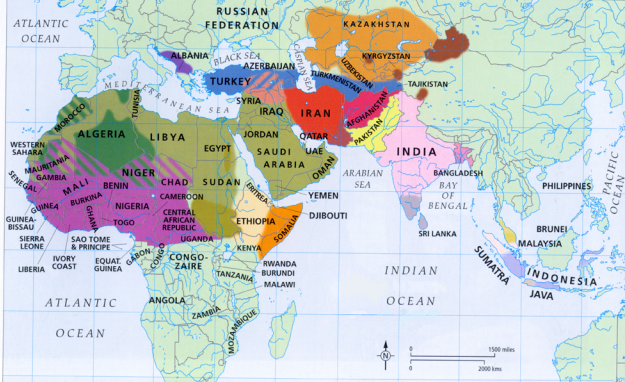 RUSSIAN
FEDERATION
ATLANTIC
OCEAN
KAZAKHSTAN
ALBANIA
BLACK SEA
AZERBAIJAN
CASPIAN SEA
UZBEKISTAN
KYRGYZSTAN
TURKEY
TURKMENISTAN
TAJIKISTAN
MEDITERRANEAN SEA
SYRIA
IRAQ
IRAN
AFGHANISTAN
PAKISTAN
MOROCCO
TUNISIA
ALGERIA
LIBYA
EGYPT
JORDAN
SAUDI
ARABIA
QATAR
UAE
OMAN
INDIA
BANGLADESH
WESTERN
SAHARA
MAURITANIA
GAMBIA
SENEGAL
MALI
NIGER
CHAD
SUDAN
ERITREA
YEMEN
DJIBOUTI
ARABIAN
SEA
BAY
OF
BENGAL
PHILIPPINES
PACIFIC
OCEAN
GUINEA
BURKINA
BENIN
CAMEROON
NIGERIA
GHANA
TOGO
CENTRAL
AFRICAN
REPUBLIC
ETHIOPIA
SOMALIA
SRI LANKA
BRUNEI
MALAYSIA
GUINEA-
BISSAU
SIERRA
LEONE
LIBERIA
IVORY
COAST
SAO TOME
& PRINCIPE
EQUAT.
GUINEA
GABON
CONGO
UGANDA
KENYA
CONGO-
ZAIRE
RWANDA
BURUNDI
MALAWI
TANZANIA
INDIAN
OCEAN
SUMATRA
INDONESIA
JAVA
ATLANTIC
OCEAN
ANGOLA
ZAMBIA
MOZAMBIQUE
N
0
1500 miles
0
2000 kms